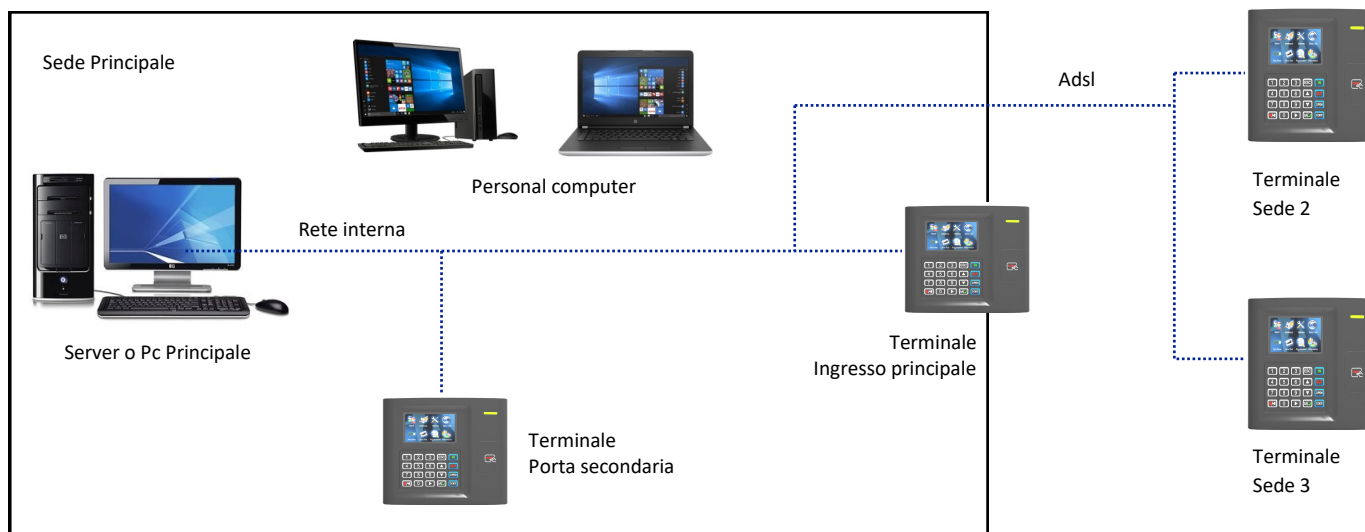 Sede Principale
Adsl
Personal computer
Terminale
Sede 2
Rete interna
Server o Pc Principale
Terminale
Ingresso principale
Terminale
Porta secondaria
Terminale
Sede 3